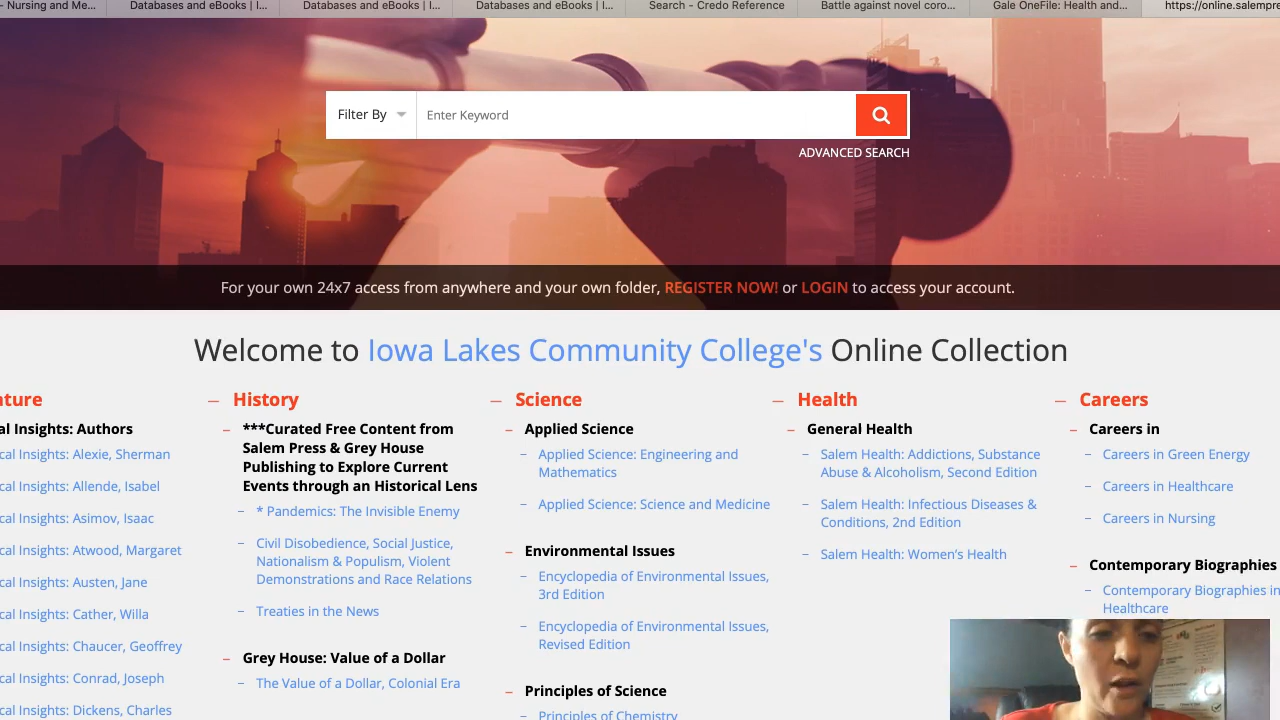 - Nursing and Me...
Databases and eBooks | I...
Databases and eBooks | I...
Databases and eBooks | I...
Search - Credo Reference
Battle against novel coro...
Gale OneFile: Health and...
https://online.salempre
Filter By
Enter Keyword
ADVANCED SEARCH
For your own 24x7 access from anywhere and your own folder, REGISTER NOW! or LOGIN to access your account.
Welcome to Iowa Lakes Community College's Online Collection
ature
al Insights: Authors
cal Insights: Alexie, Sherman
cal Insights: Allende, Isabel
cal Insights: Asimov, Isaac
cal Insights: Atwood, Margaret
cal Insights: Austen, Jane
cal Insights: Cather, Willa
cal Insights: Chaucer, Geoffrey
cal Insights: Conrad, Joseph
cal Insights: Dickens, Charles
– History
– ***Curated Free Content from
Salem Press & Grey House
Publishing to Explore Current
Events through an Historical Lens
– * Pandemics: The Invisible Enemy
– Civil Disobedience, Social Justice,
Nationalism & Populism, Violent
Demonstrations and Race Relations
– Treaties in the News
– Grey House: Value of a Dollar
– The Value of a Dollar, Colonial Era
– Science
– Applied Science
– Applied Science: Engineering and
Mathematics
– Applied Science: Science and Medicine
– Environmental Issues
– Encyclopedia of Environmental Issues,
3rd Edition
– Encyclopedia of Environmental Issues,
Revised Edition
– Principles of Science
Principles of Chemistry
– Health
– General Health
– Salem Health: Addictions, Substance
Abuse & Alcoholism, Second Edition
– Salem Health: Infectious Diseases &
Conditions, 2nd Edition
– Salem Health: Women's Health
– Careers
– Careers in
– Careers in Green Energy
– Careers in Healthcare
– Careers in Nursing
– Contemporary Biographies
– Contemporary Biographies in
Healthcare